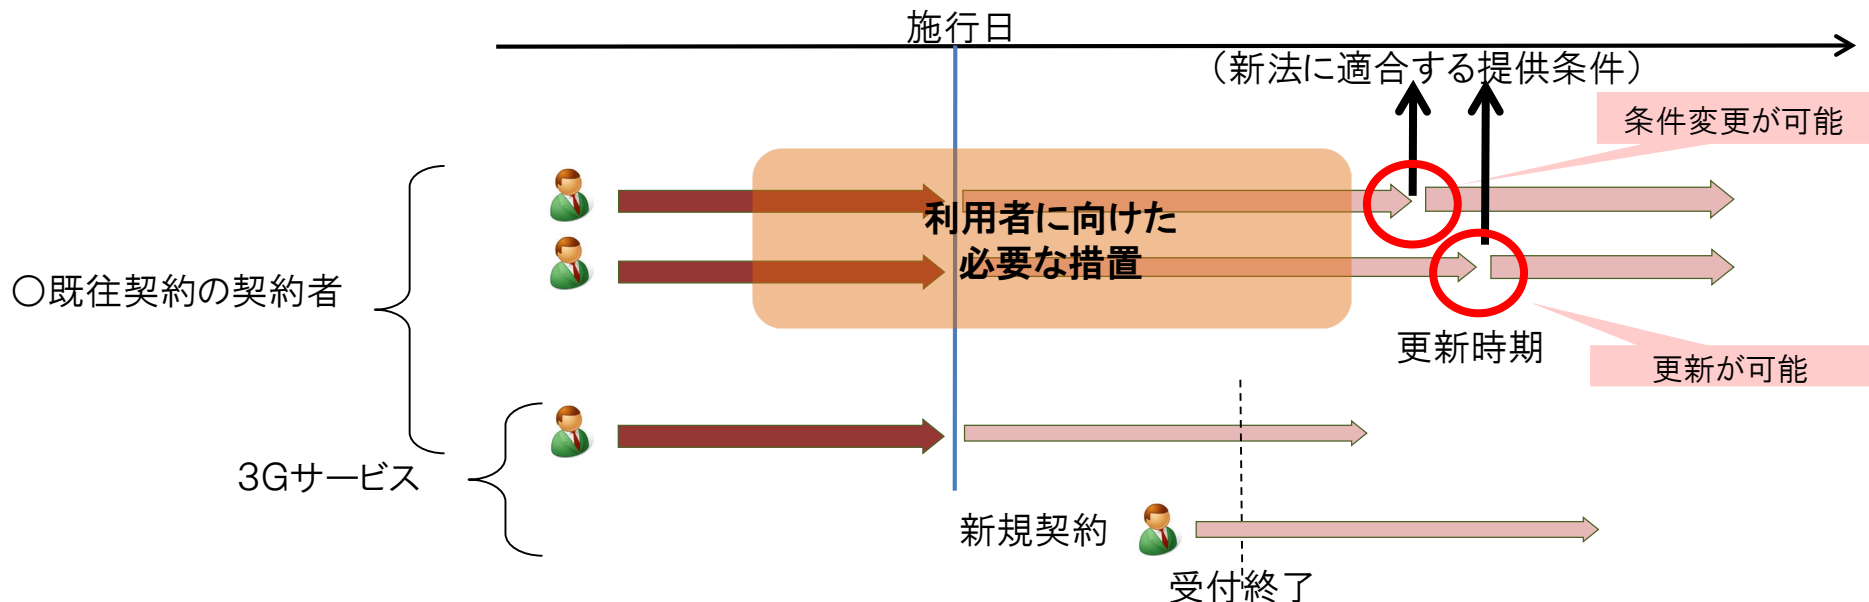 施行日
（新法に適合する提供条件）
条件変更が可能
利用者に向けた
必要な措置
〇既往契約の契約者
更新時期
更新が可能
3Gサービス
新規契約
受付終了